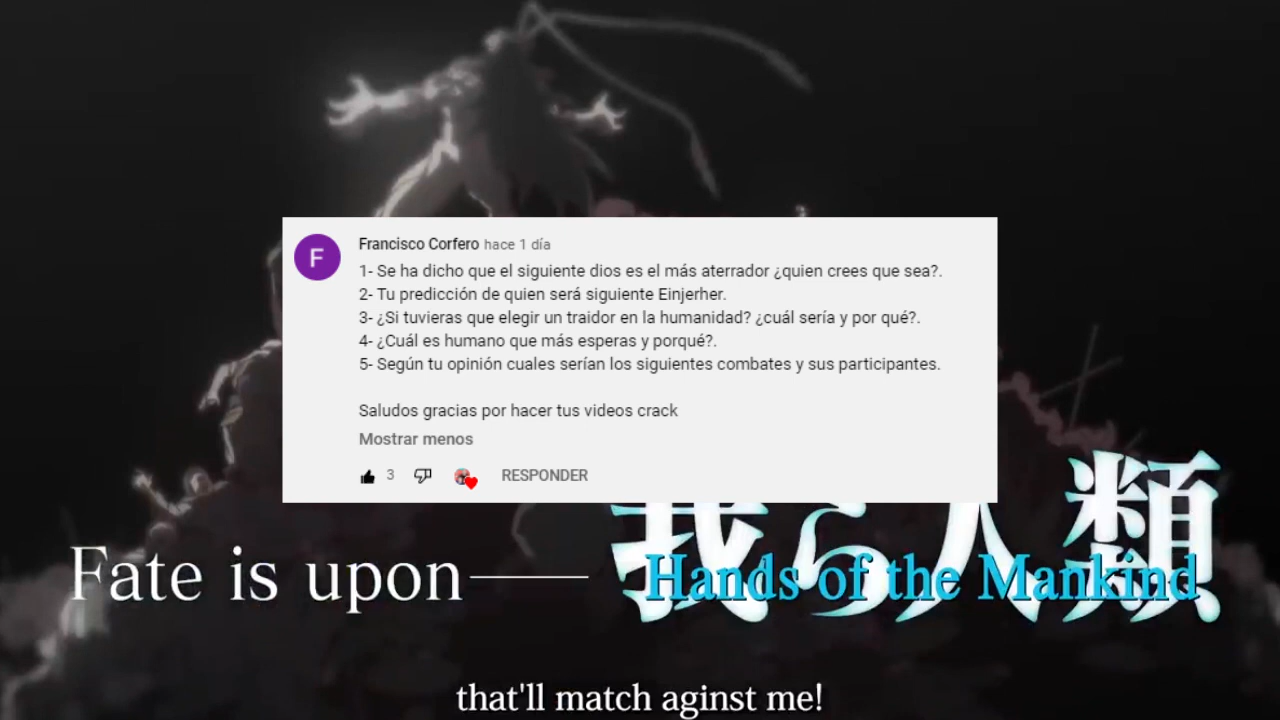 F
Francisco Corfero hace 1 día
1- Se ha dicho que el siguiente dios es el más aterrador ¿quien crees que sea?.
2- Tu predicción de quien será siguiente Einjerher.
3- ¿Si tuvieras que elegir un traidor en la humanidad? ¿cuál sería y por qué?.
4- ¿Cuál es humano que más esperas y porqué?.
5- Según tu opinión cuales serían los siguientes combates y sus participantes.
Saludos gracias por hacer tus videos crack
Mostrar menos
3 RESPONDER
我ら人類
Fate is upon Hands of the Mankind
that'll match aginst me!